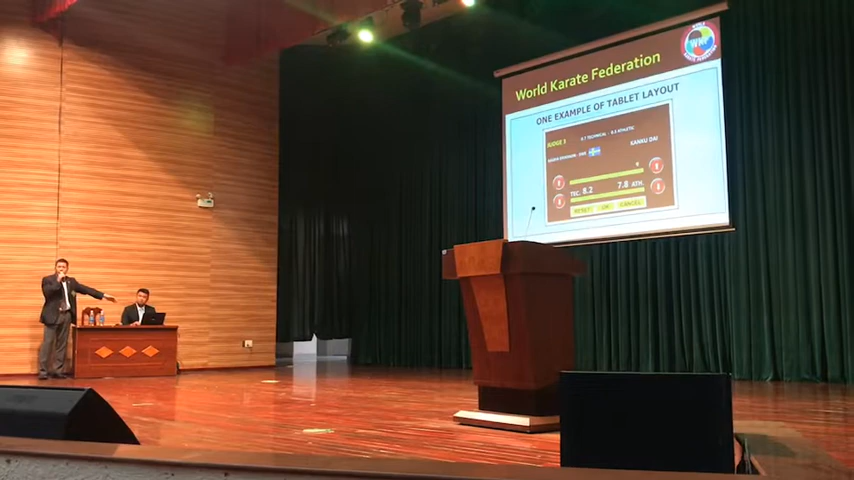 World Karate Federation
WKF
ONE EXAMPLE OF TABLET LAYOUT
JUDGE 3
KANKU DAI
TEC. 8.2
7.8 ATH.
RESET
OK
CANCEL